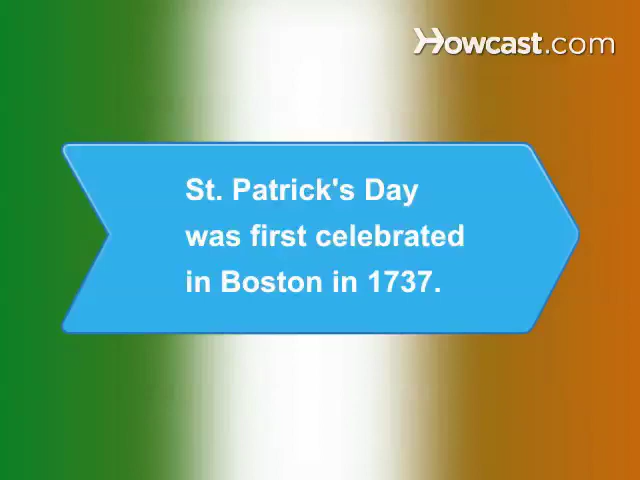 Howcast.com
St. Patrick's Day
was first celebrated
in Boston in 1737.